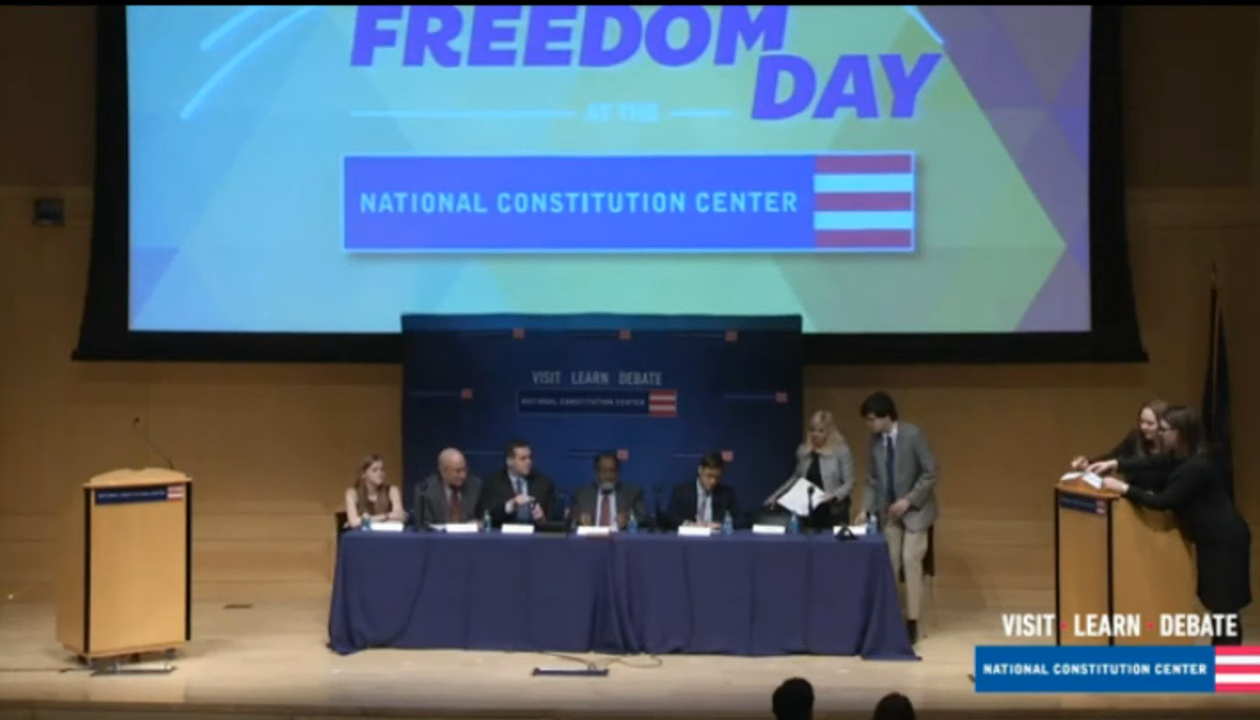 FREEDOM
DAY
AT THE
NATIONAL CONSTITUTION CENTER
VISIT LEARN DEBATE
NATIONAL CONSTITUTION CENTER
NATIONAL CONSTITUTION CENTER
VISIT · LEARN · DEBATE
NATIONAL CONSTITUTION CENTER